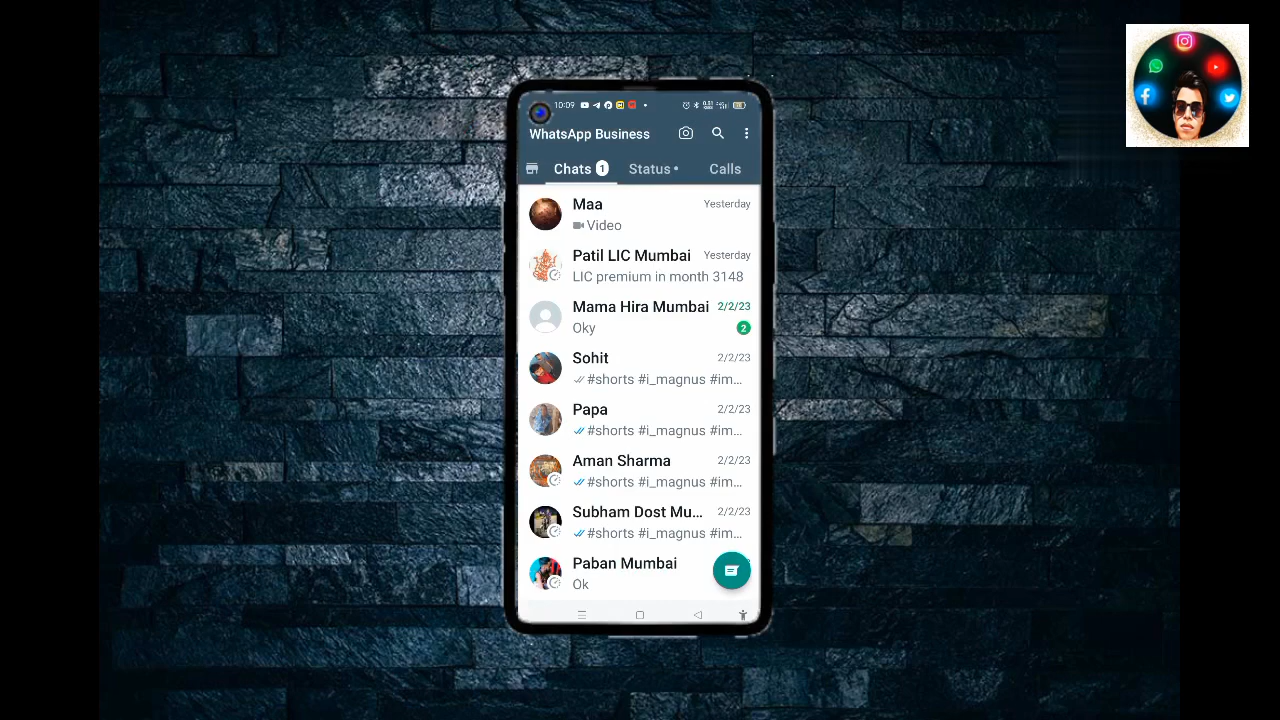 10:09
WhatsApp Business
Chats 1 Status • Calls
Maa Yesterday
Video
Patil LIC Mumbai Yesterday
LIC premium in month 3148
Mama Hira Mumbai 2/2/23
Oky 2
Sohit 2/2/23
#shorts #i_magnus #im...
Papa 2/2/23
#shorts #i_magnus #im...
Aman Sharma 2/2/23
#shorts #i_magnus #im...
Subham Dost Mu... 2/2/23
#shorts #i_magnus #im...
Paban Mumbai
Ok